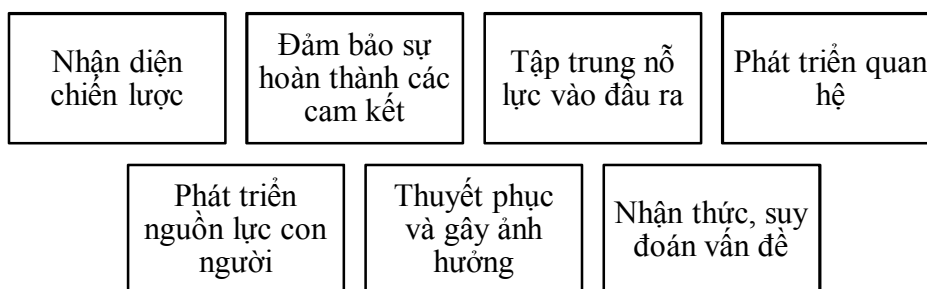 Nhận diện
chiến lược
Đảm bảo sự
hoàn thành các
cam kết
Tập trung nỗ
lực vào đầu ra
Phát triển quan
hệ
Phát triển
nguồn lực con
người
Thuyết phục
và gây ảnh
hưởng
Nhận thức, suy
đoán vấn đề